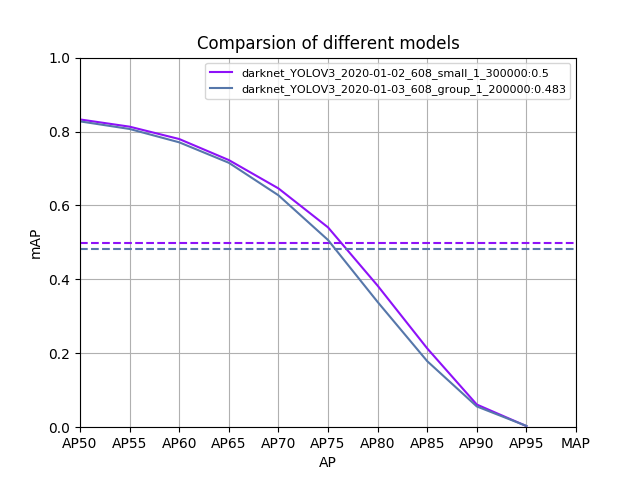 Comparsion of different models
darknet_YOLOV3_2020-01-02_608_small_1_300000:0.5
darknet_YOLOV3_2020-01-03_608_group_1_200000:0.483
1.0
0.8
0.6
0.4
0.2
0.0
mAP
AP50 AP55 AP60 AP65 AP70 AP75 AP80 AP85 AP90 AP95 MAP
AP